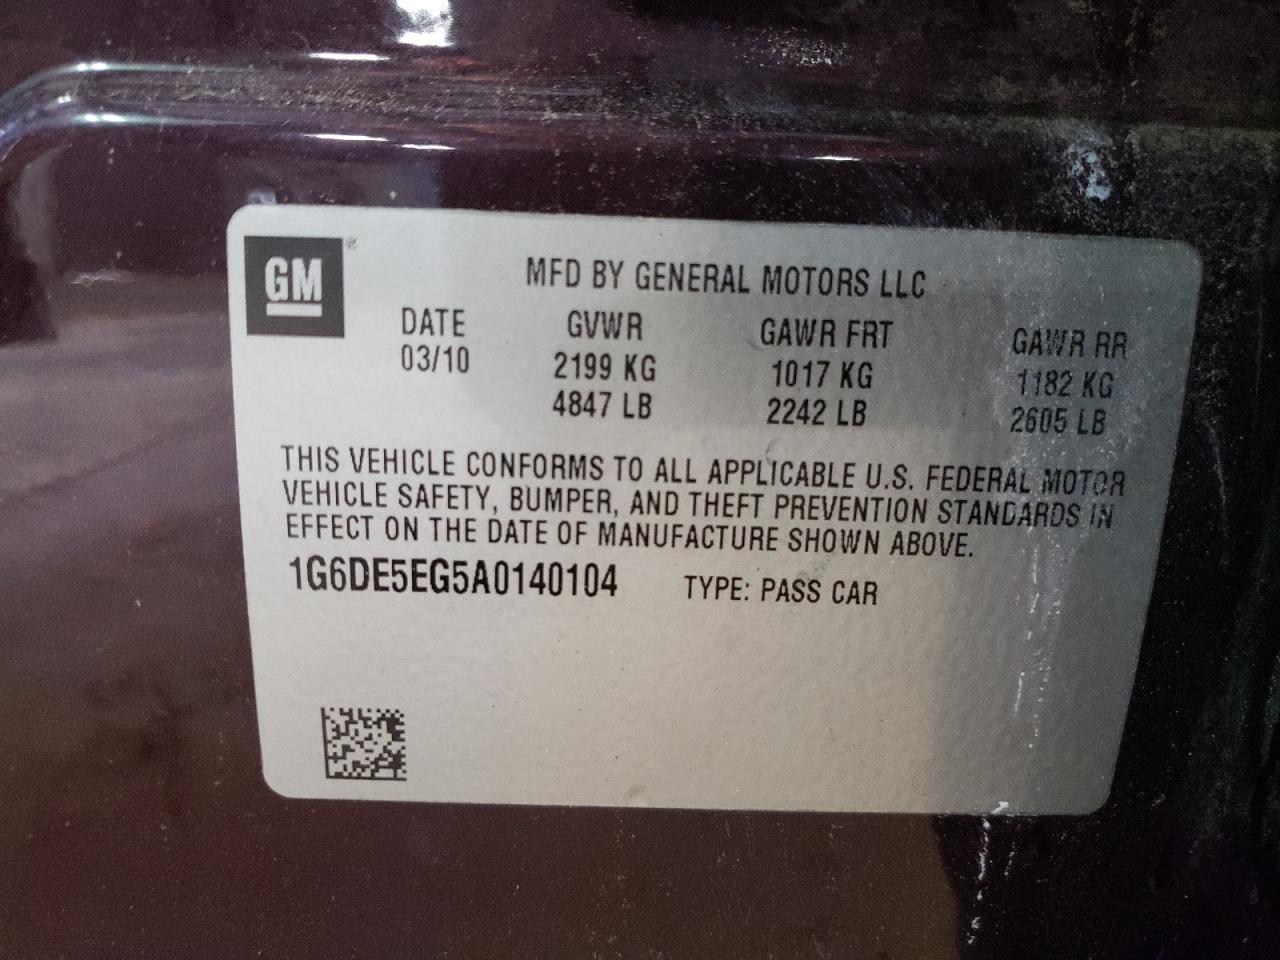 GM ®
MFD BY GENERAL MOTORS LLC
DATE GVWR GAWR FRT GAWR RR
03/10 2199 KG 1017 KG 1182 KG
4847 LB 2242 LB 2605 LB
THIS VEHICLE CONFORMS TO ALL APPLICABLE U.S. FEDERAL MOTOR
VEHICLE SAFETY, BUMPER, AND THEFT PREVENTION STANDARDS IN
EFFECT ON THE DATE OF MANUFACTURE SHOWN ABOVE.
1G6DE5EG5A0140104 TYPE: PASS CAR